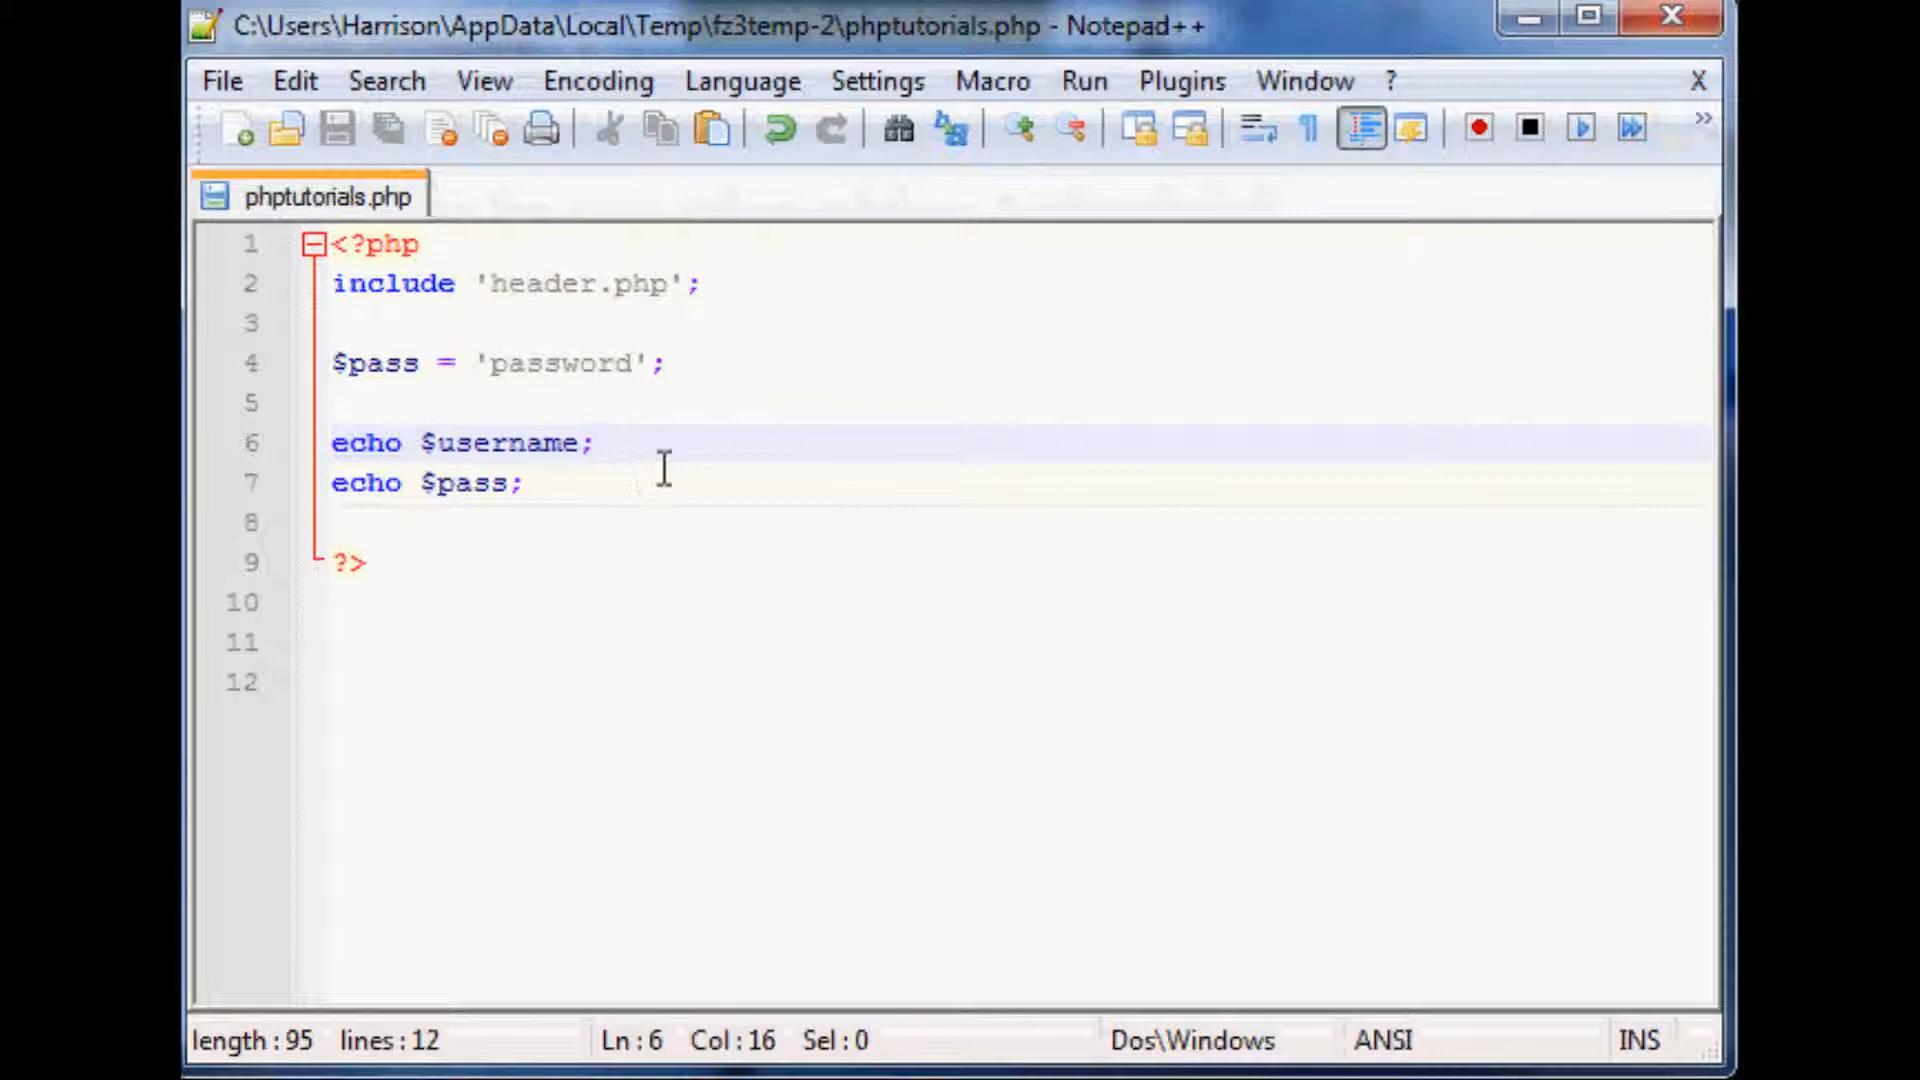 C:\Users\Harrison\AppData\Local\Temp\fz3temp-2\phptutorials.php - Notepad++
File Edit Search View Encoding Language Settings Macro Run Plugins Window ? X
phptutorials.php
1 <?php
2 include 'header.php';
3
4 $pass = 'password';
5
6 echo $username;
7 echo $pass;
8
9 ?>
10
11
12
length : 95 lines : 12 Ln : 6 Col : 16 Sel : 0 Dos\Windows ANSI INS